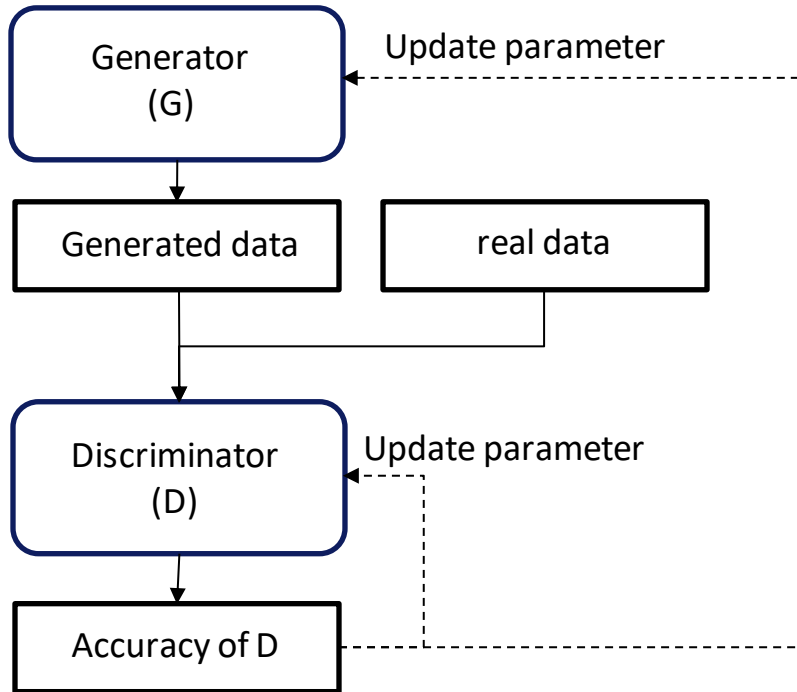 Generator
(G)
Update parameter
Generated data
real data
Discriminator
(D)
Update parameter
Accuracy of D